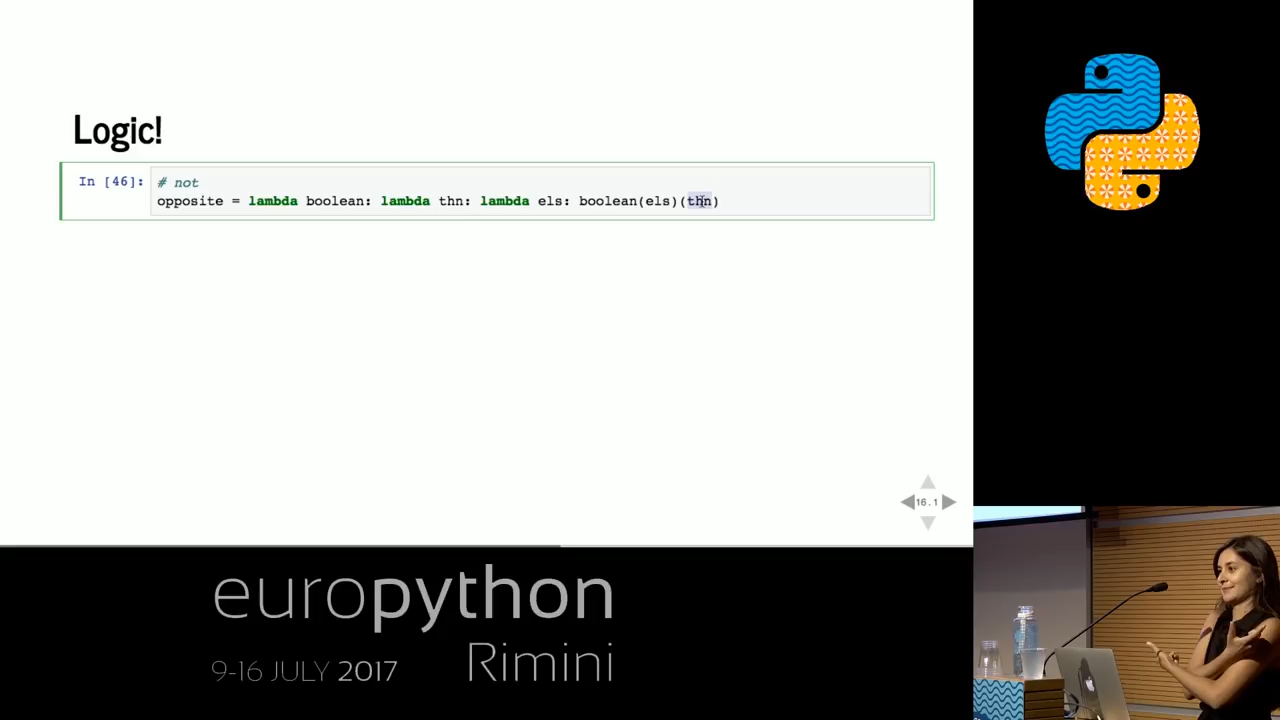 Logic!
In [46]:
# not
opposite = lambda boolean: lambda thn: lambda els: boolean(els)(thn)
16.1
europython
Rimini
9-16 JULY 2017